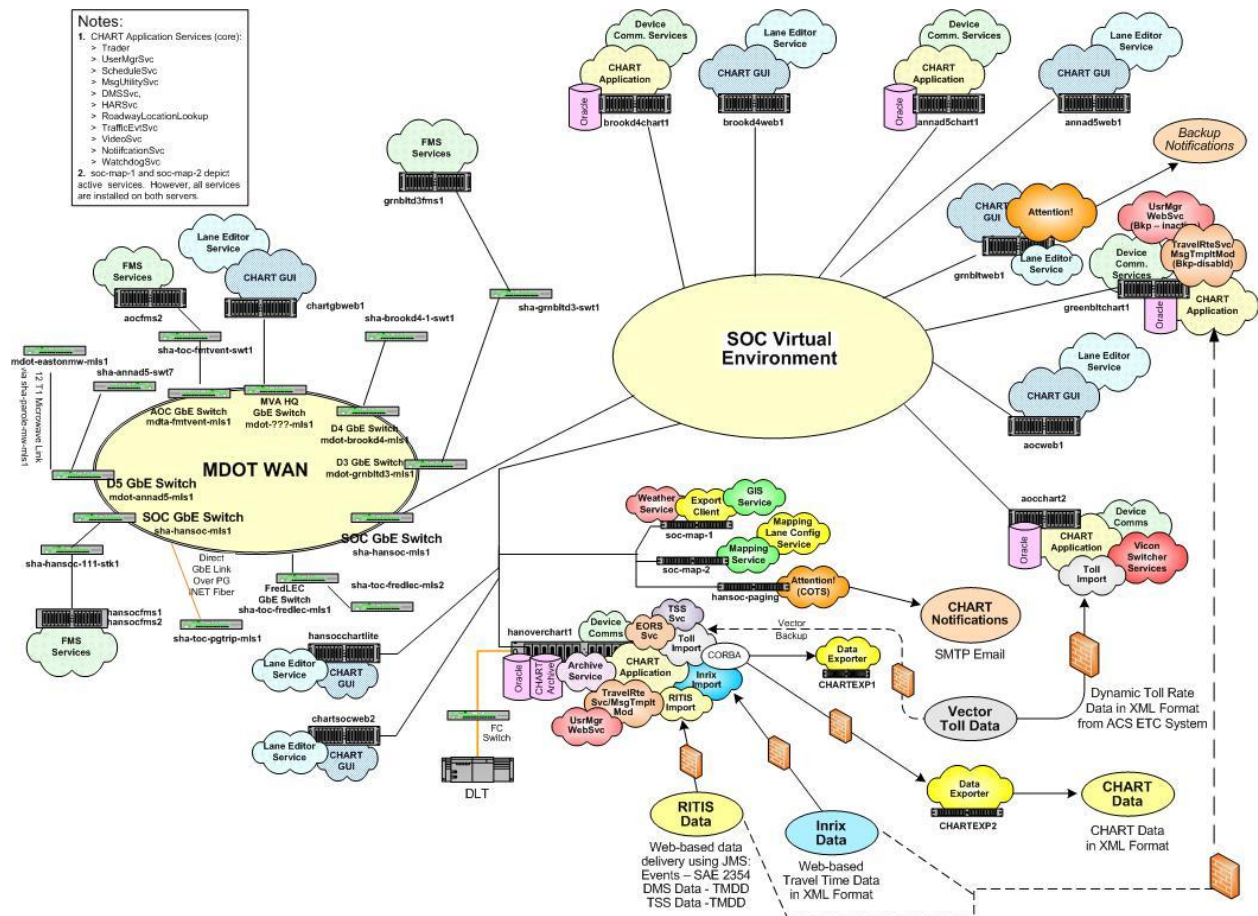 Notes:
1. CHART Application Services (core):
> Trader
> UserMgrSvc
> ScheduleSvc
> MsgUtilitySvc
> DMSSvc,
> HARSvc
> RoadwayLocationLookup
> TrafficEvtSvc
> VideoSvc
> NotiifcationSvc
> WatchdogSvc
2. soc-map-1 and soc-map-2 depict
active services. However, all services
are installed on both servers.
Device
Comm. Services
CHART
Application
Oracle
brookd4chart1
Lane Editor
Service
CHART GUI
brookd4web1
Device
Comm. Services
CHART
Application
Oracle
annad5chart1
Lane Editor
Service
CHART GUI
annad5web1
Backup
Notifications
FMS
Services
grnbltd3fms1
CHART
GUI
Attention!
grnbltweb1
Lane Editor
Service
UsrMgr
WebSvc
(Bkp – inactive)
TravelRteSvc/
MsgTmpltMod
(Bkp-disabld)
Device
Comm.
Services
greenbltchart1
Oracle
CHART
Application
Lane Editor
Service
CHART GUI
chartgbweb1
FMS
Services
aocfms2
sha-grnbltd3-swt1
sha-brookd4-1-swt1
sha-toc-fmtvent-swt1
mdot-eastonmw-mls1
sha-annad5-swt7
12 T1 Microwave Link
via sha-parole-mw-mls1
AOC GbE Switch
mdta-fmtvent-mls1
MVA HQ
GbE Switch
mdot-???-mls1
D4 GbE Switch
mdot-brookd4-mls1
D3 GbE Switch
mdot-grnbltd3-mls1
MDOT WAN
D5 GbE Switch
mdot-annad5-mls1
SOC GbE Switch
sha-hansoc-mls1
SOC GbE Switch
sha-hansoc-mls1
SOC Virtual
Environment
Lane Editor
Service
CHART GUI
aocweb1
sha-hansoc-111-stk1
hansocfms1
hansocfms2
FMS
Services
Direct
GbE Link
Over PG
INET Fiber
sha-toc-pgtrip-mls1
FredLEC
GbE Switch
sha-toc-fredlec-mls1
sha-toc-fredlec-mls2
Weather
Service
Export
Client
GIS
Service
soc-map-1
Mapping
Lane Config
Service
Mapping
Service
soc-map-2
Attention!
(COTS)
hansoc-paging
CHART
Notifications
SMTP Email
aocchart2
Oracle
Device
Comms
CHART
Application
Vicon
Switcher
Services
Toll
Import
hansocchartlite
Lane Editor
Service
CHART
GUI
chartsocweb2
Lane Editor
Service
CHART
GUI
hanoverchart1
Device
Comms
EORS
Svc
TSS
Svc
Toll
Import
CORBA
Oracle
CHART
Archive
Archive
Service
CHART
Application
Inrix
Import
TravelRte
Svc/MsgTmplt
Mod
RITIS
Import
UsrMgr
WebSvc
FC
Switch
DLT
Vector
Backup
Data
Exporter
CHARTEXP1
Vector
Toll Data
Dynamic Toll Rate
Data in XML Format
from ACS ETC System
Data
Exporter
CHARTEXP2
CHART
Data
CHART Data
in XML Format
RITIS
Data
Web-based data
delivery using JMS:
Events – SAE 2354
DMS Data - TMDD
TSS Data -TMDD
Inrix
Data
Web-based
Travel Time Data
in XML Format